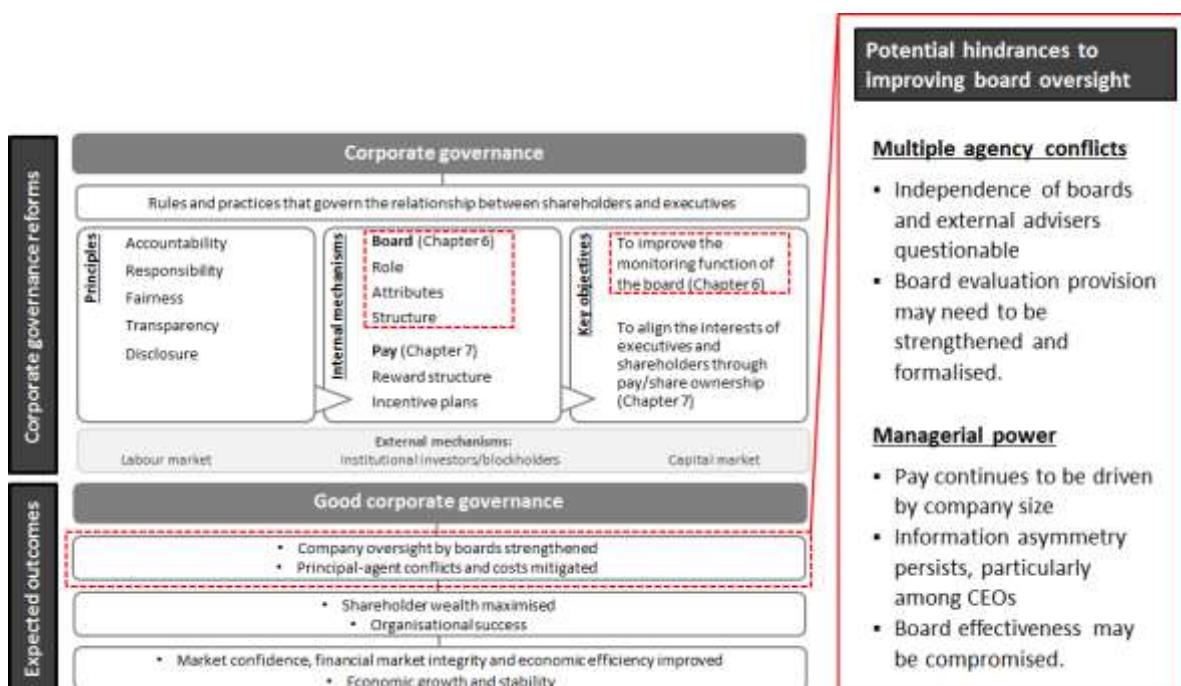 Potential hindrances to
improving board oversight
Multiple agency conflicts
▪ Independence of boards
and external advisers
questionable
▪ Board evaluation provision
may need to be
strengthened and
formalised.
Managerial power
▪ Pay continues to be driven
by company size
▪ Information asymmetry
persists, particularly
among CEOs
▪ Board effectiveness may
be compromised.
Corporate governance reforms
Corporate governance
Rules and practices that govern the relationship between shareholders and executives
Principles
Accountability
Responsibility
Fairness
Transparency
Disclosure
Internal mechanisms
Board (Chapter 6)
Role
Attributes
Structure
Pay (Chapter 7)
Reward structure
Incentive plans
Key objectives
To improve the
monitoring function of
the board (Chapter 6)
To align the interests of
executives and
shareholders through
pay/share ownership
(Chapter 7)
External mechanisms:
Labour market
Institutional investors/blockholders
Capital market
Expected outcomes
Good corporate governance
• Company oversight by boards strengthened
• Principal-agent conflicts and costs mitigated
• Shareholder wealth maximised
• Organisational success
• Market confidence, financial market integrity and economic efficiency improved
• Economic growth and stability